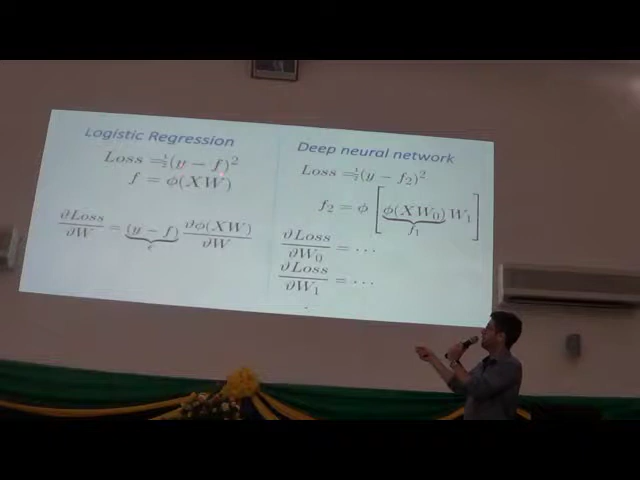 Logistic Regression
Loss = ½(y − f)²
f = ϕ(XW)
∂Loss/∂W = (y − f) ∂ϕ(XW)/∂W
e
Deep neural network
Loss = ½(y − f₂)²
f₂ = ϕ [ϕ(XW₀) W₁]
f₁
∂Loss/∂W₀ = ⋯
∂Loss/∂W₁ = ⋯